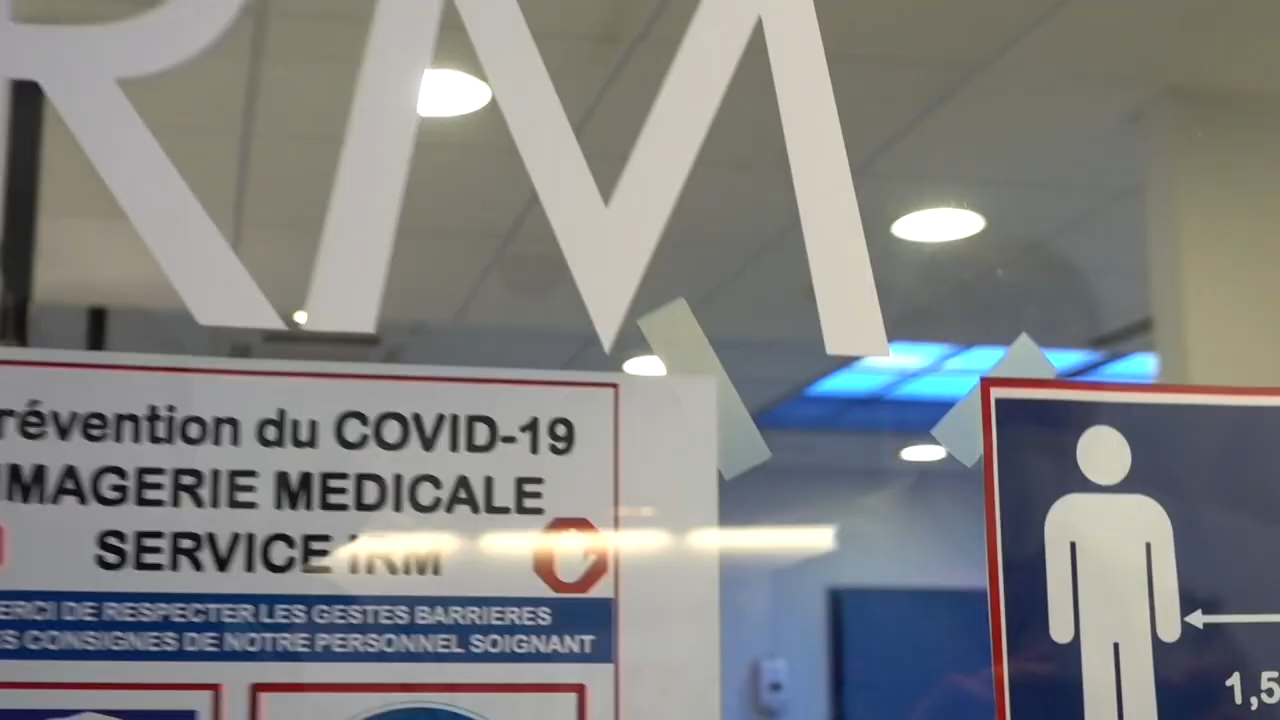 RM
révention du COVID-19
IMAGERIE MEDICALE
SERVICE IRM
ERCI DE RESPECTER LES GESTES BARRIERES
S CONSIGNES DE NOTRE PERSONNEL SOIGNANT
1,5